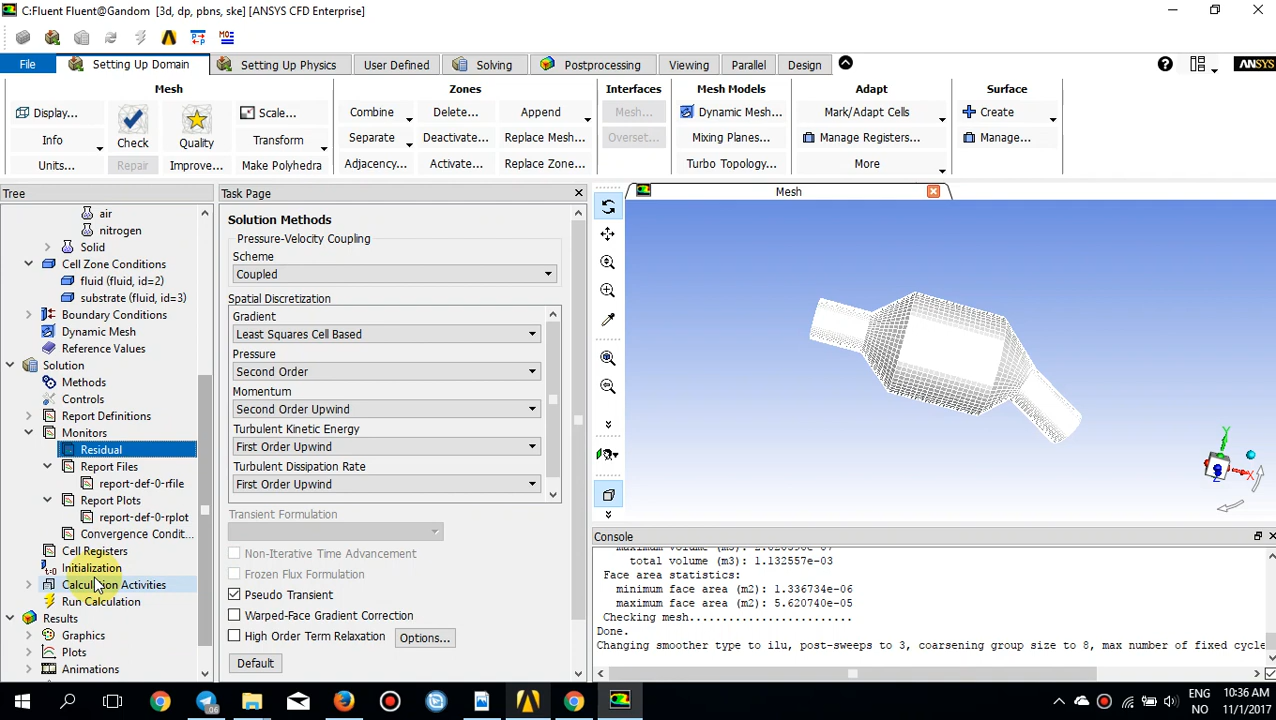 C:Fluent Fluent@Gandom [3d, dp, pbns, ske] [ANSYS CFD Enterprise]
File
Setting Up Domain
Setting Up Physics
User Defined
Solving
Postprocessing
Viewing
Parallel
Design
ANSYS
Mesh
Zones
Interfaces
Mesh Models
Adapt
Surface
Display...
Scale...
Combine
Delete...
Append
Mesh...
Dynamic Mesh...
Mark/Adapt Cells
Create
Info
Check
Quality
Transform
Separate
Deactivate...
Replace Mesh...
Overset...
Mixing Planes...
Manage Registers...
Manage...
Units...
Repair
Improve...
Make Polyhedra
Adjacency...
Activate...
Replace Zone...
Turbo Topology...
More
Tree
air
nitrogen
Solid
Cell Zone Conditions
fluid (fluid, id=2)
substrate (fluid, id=3)
Boundary Conditions
Dynamic Mesh
Reference Values
Solution
Methods
Controls
Report Definitions
Monitors
Residual
Report Files
report-def-0-rfile
Report Plots
report-def-0-rplot
Convergence Condit...
Cell Registers
Initialization
Calculation Activities
Run Calculation
Results
Graphics
Plots
Animations
Task Page
Solution Methods
Pressure-Velocity Coupling
Scheme
Coupled
Spatial Discretization
Gradient
Least Squares Cell Based
Pressure
Second Order
Momentum
Second Order Upwind
Turbulent Kinetic Energy
First Order Upwind
Turbulent Dissipation Rate
First Order Upwind
Transient Formulation
Non-Iterative Time Advancement
Frozen Flux Formulation
Pseudo Transient
Warped-Face Gradient Correction
High Order Term Relaxation
Options...
Default
Mesh
Y
X
Z
Console
total volume (m3): 1.132557e-03
Face area statistics:
minimum face area (m2): 1.336734e-06
maximum face area (m2): 5.620740e-05
Checking mesh.........................
Done.
Changing smoother type to ilu, post-sweeps to 3, coarsening group size to 8, max number of fixed cycle
ENG
NO
10:36 AM
11/1/2017